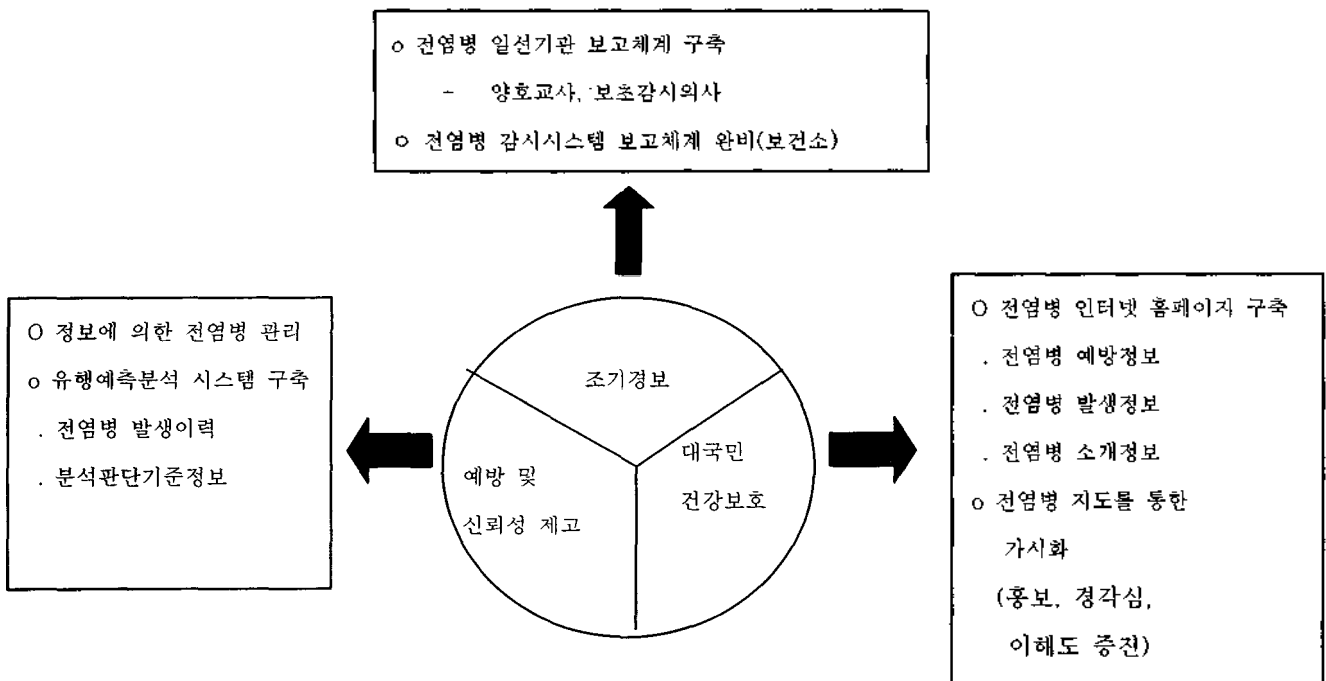 o 전염병 일선기관 보고체계 구축
- 양호교사, 보초감시의사
o 전염병 감시시스템 보고체계 완비(보건소)
O 정보에 의한 전염병 관리
o 유행예측분석 시스템 구축
. 전염병 발생이력
. 분석판단기준정보
조기경보
예방 및
신뢰성 제고
대국민
건강보호
O 전염병 인터넷 홈페이지 구축
. 전염병 예방정보
. 전염병 발생정보
. 전염병 소개정보
o 전염병 지도를 통한
가시화
(홍보, 경각심,
이해도 증진)